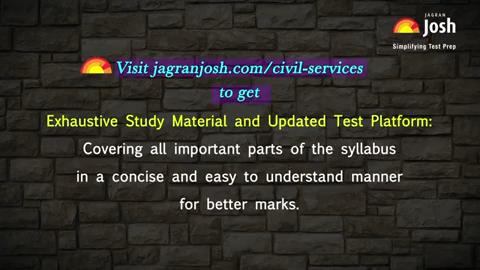 JAGRAN
Josh
Simplifying Test Prep
Visit jagranjosh.com/civil-services
to get
Exhaustive Study Material and Updated Test Platform:
Covering all important parts of the syllabus
in a concise and easy to understand manner
for better marks.